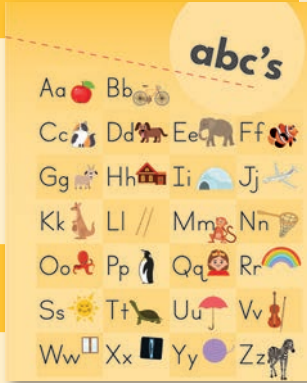 abc's
Aa Bb
Cc Dd Ee Ff
Gg Hh Ii Jj
Kk Ll Mm Nn
Oo Pp Qq Rr
Ss Tt Uu Vv
Ww Xx Yy Zz